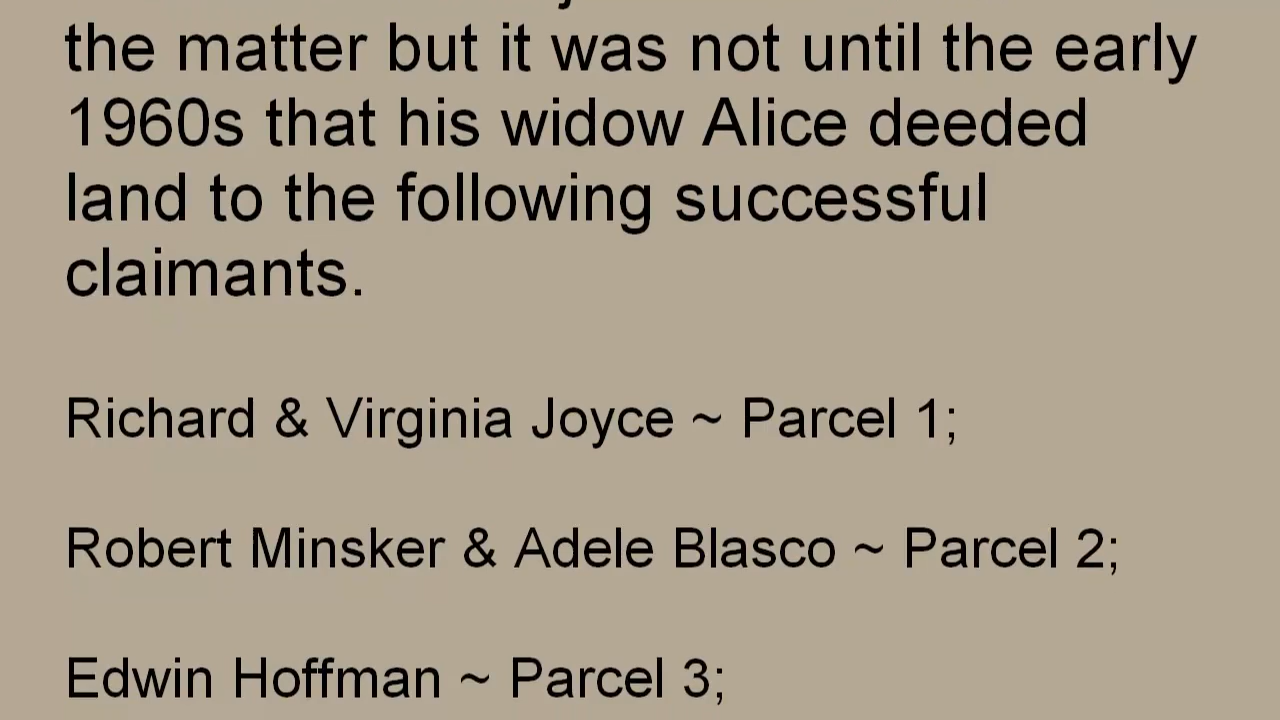 the matter but it was not until the early
1960s that his widow Alice deeded
land to the following successful
claimants.
Richard & Virginia Joyce ~ Parcel 1;
Robert Minsker & Adele Blasco ~ Parcel 2;
Edwin Hoffman ~ Parcel 3;